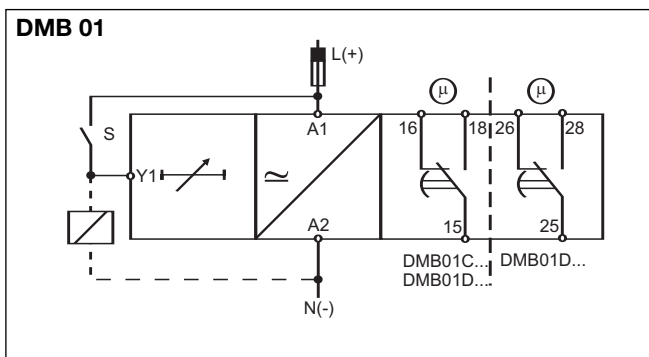 DMB 01
L(+)
μ μ
A1
16 18 26 28
S
Y1
≃
A2
15 25
DMB01C... DMB01D...
DMB01D...
N(-)